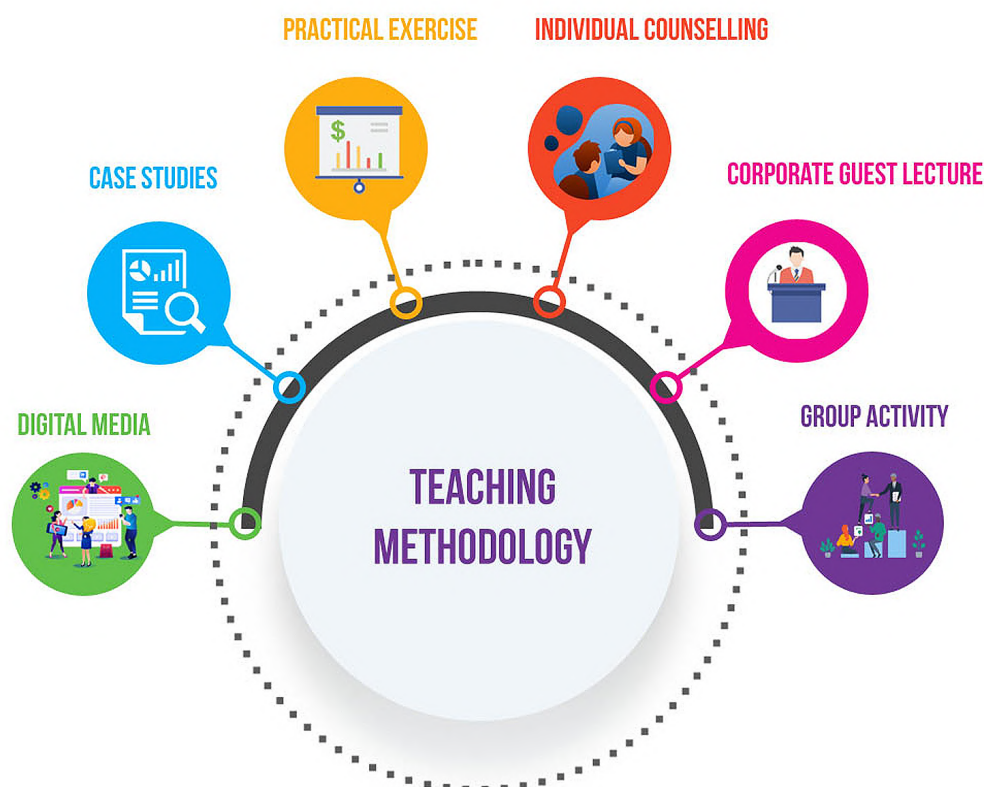 PRACTICAL EXERCISE
INDIVIDUAL COUNSELLING
CASE STUDIES
CORPORATE GUEST LECTURE
DIGITAL MEDIA
GROUP ACTIVITY
TEACHING
METHODOLOGY
$